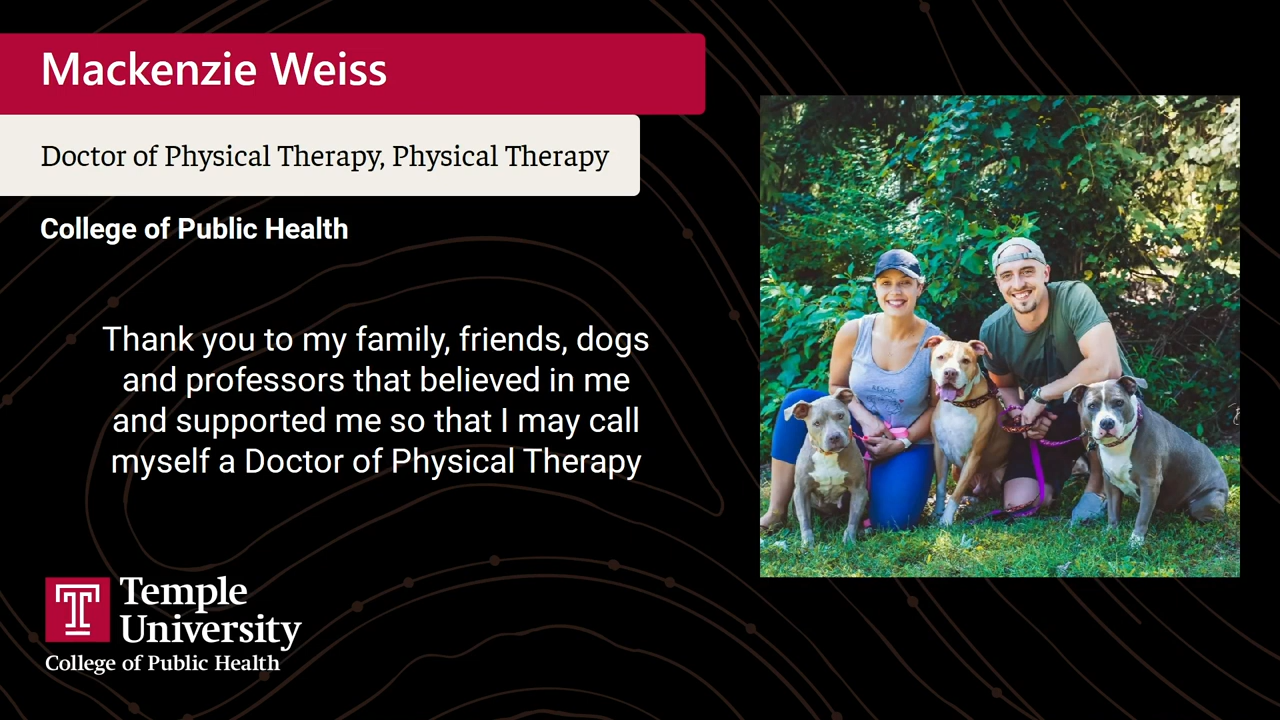 Mackenzie Weiss
Doctor of Physical Therapy, Physical Therapy
College of Public Health
Thank you to my family, friends, dogs
and professors that believed in me
and supported me so that I may call
myself a Doctor of Physical Therapy
Temple
University
College of Public Health